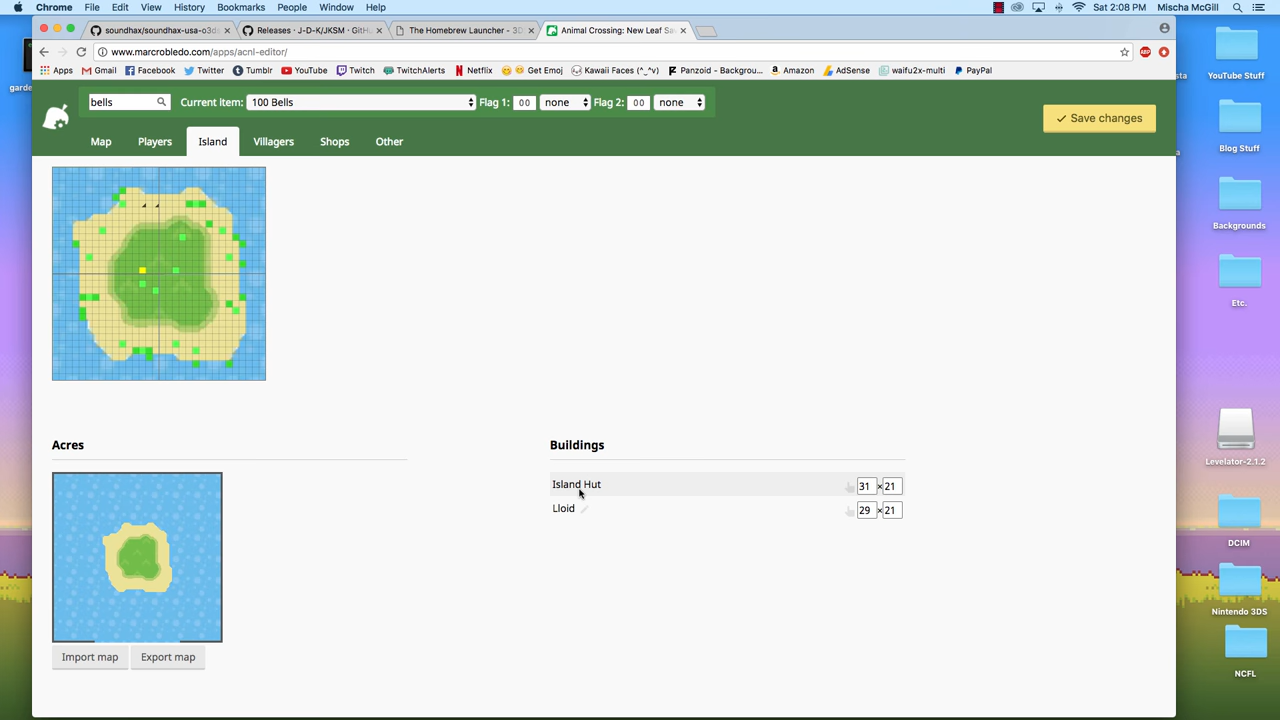 Chrome File Edit View History Bookmarks People Window Help Sat 2:08 PM Mischa McGill
soundhax/soundhax-usa-o3ds Releases · J-D-K/JKSM · GitHu The Homebrew Launcher - 3D Animal Crossing: New Leaf Sa
www.marcrobledo.com/apps/acnl-editor/
Apps Gmail Facebook Twitter Tumblr YouTube Twitch TwitchAlerts Netflix Get Emoj Kawaii Faces (^_^v) Panzoid - Backgrou... Amazon AdSense waifu2x-multi PayPal
bells Current item: 100 Bells Flag 1: 00 none Flag 2: 00 none
Save changes
Map Players Island Villagers Shops Other
Acres
Import map Export map
Buildings
Island Hut 31 × 21
Lloid 29 × 21
garde
YouTube Stuff
Blog Stuff
Backgrounds
Etc.
Levelator-2.1.2
DCIM
Nintendo 3DS
NCFL